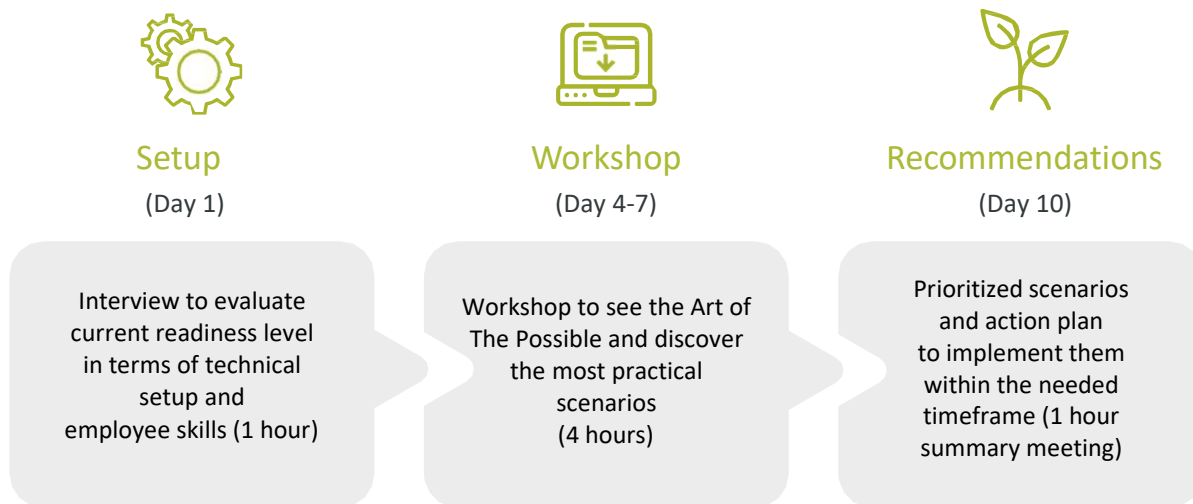 Setup
(Day 1)
Interview to evaluate
current readiness level
in terms of technical
setup and
employee skills (1 hour)
Workshop
(Day 4-7)
Workshop to see the Art of
The Possible and discover
the most practical
scenarios
(4 hours)
Recommendations
(Day 10)
Prioritized scenarios
and action plan
to implement them
within the needed
timeframe (1 hour
summary meeting)